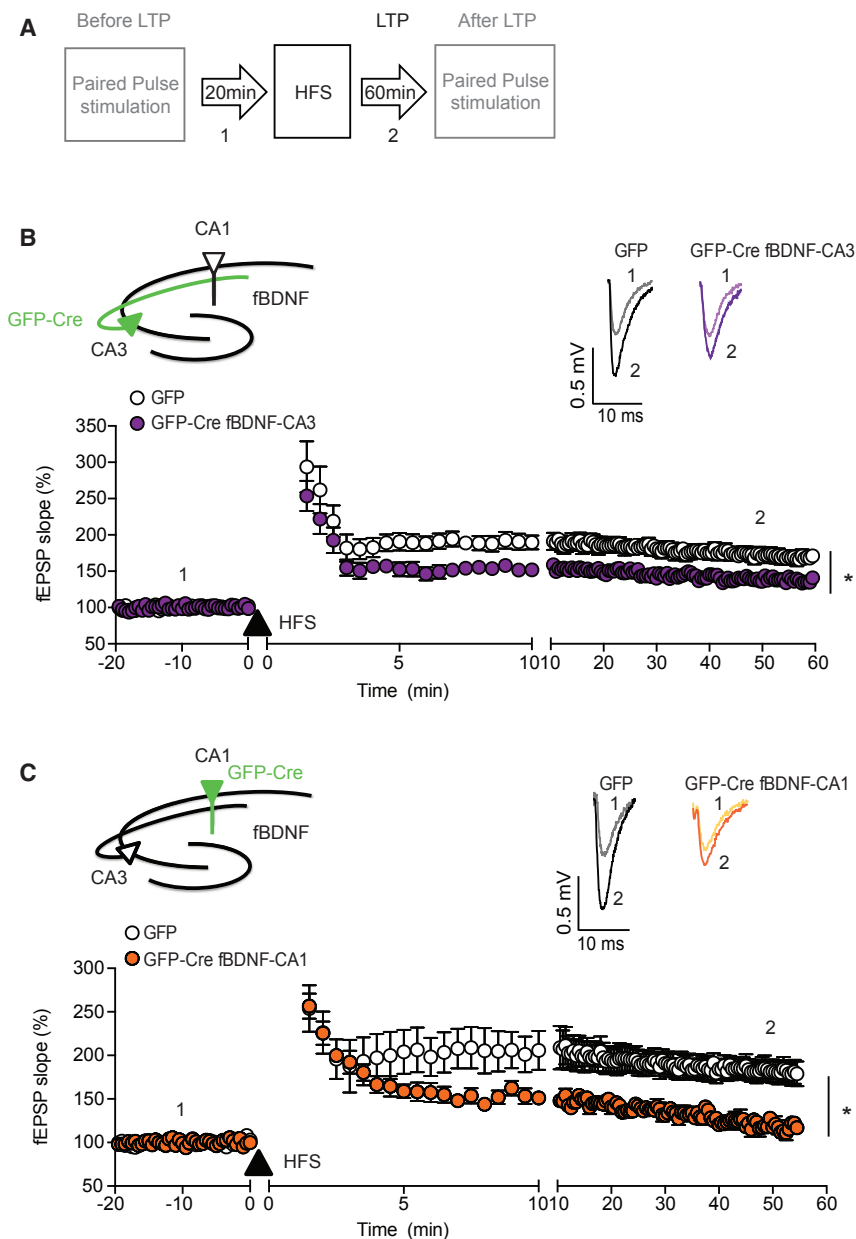 A
Before LTP
LTP
After LTP
Paired Pulse
stimulation
20min
HFS
60min
Paired Pulse
stimulation
1
2
B
CA1
fBDNF
GFP-Cre
CA3
GFP
GFP-Cre fBDNF-CA3
1
1
2
2
0.5 mV
10 ms
GFP
GFP-Cre fBDNF-CA3
fEPSP slope (%)
350
300
250
200
150
100
50
1
2
HFS
*
-20
-10
0
0
5
10
10
20
30
40
50
60
Time (min)
C
CA1
GFP-Cre
fBDNF
CA3
GFP
GFP-Cre fBDNF-CA1
1
1
2
2
0.5 mV
10 ms
GFP
GFP-Cre fBDNF-CA1
fEPSP slope (%)
300
250
200
150
100
50
1
2
HFS
*
-20
-10
0
0
5
10
10
20
30
40
50
60
Time (min)